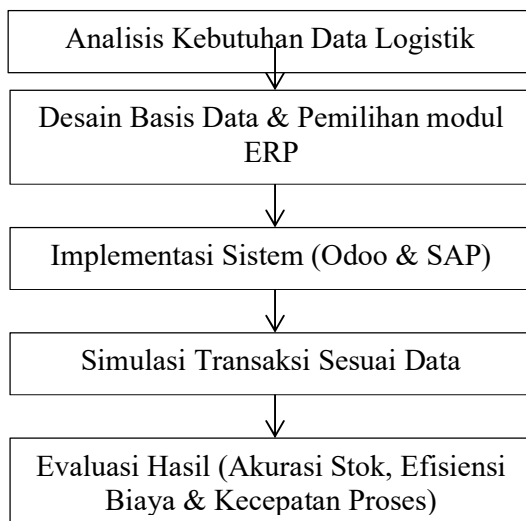 Analisis Kebutuhan Data Logistik
Desain Basis Data & Pemilihan modul
ERP
Implementasi Sistem (Odoo & SAP)
Simulasi Transaksi Sesuai Data
Evaluasi Hasil (Akurasi Stok, Efisiensi
Biaya & Kecepatan Proses)